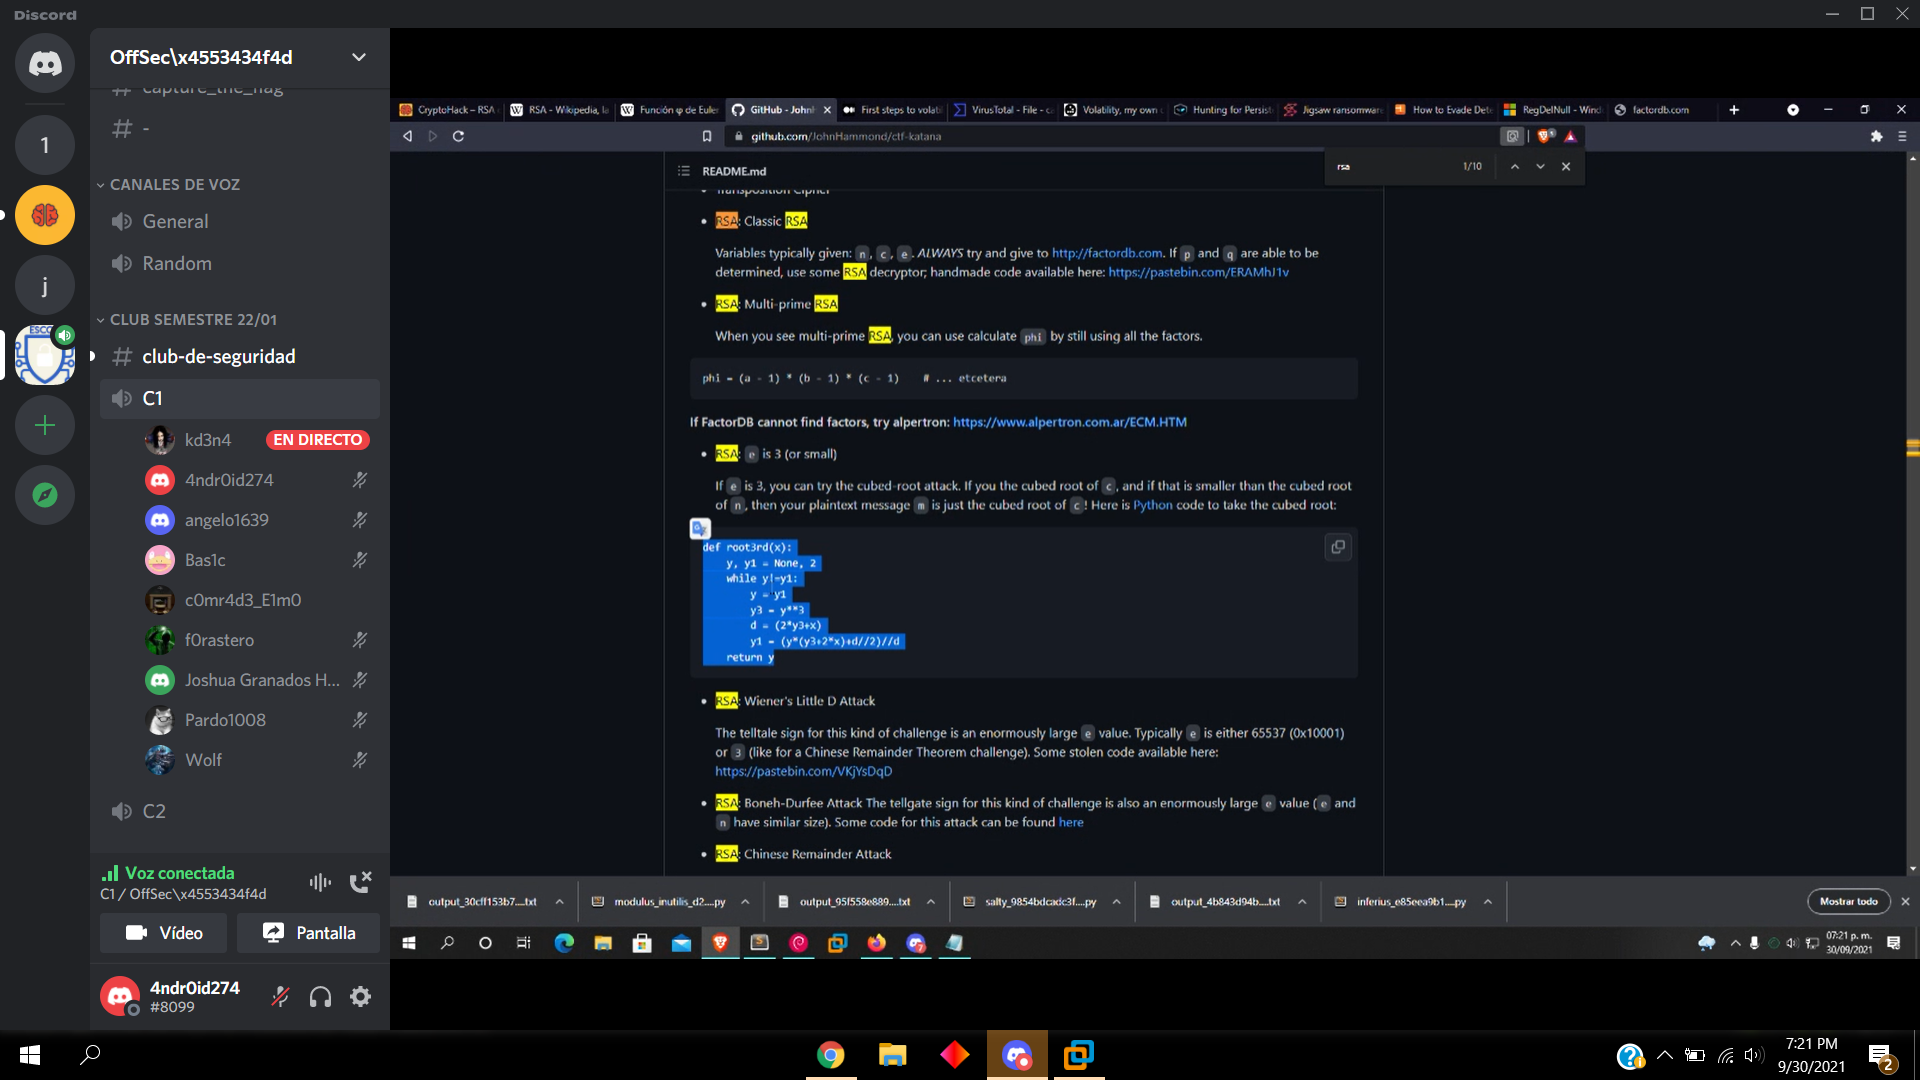 Discord
OffSec\x4553434f4d
capture_the_flag
# -
1
CANALES DE VOZ
General
Random
j
CLUB SEMESTRE 22/01
ESCO
# club-de-seguridad
C1
kd3n4 EN DIRECTO
4ndr0id274
angelo1639
Bas1c
c0mr4d3_E1m0
f0rastero
Joshua Granados H...
Pardo1008
Wolf
C2
Voz conectada
C1 / OffSec\x4553434f4d
Vídeo Pantalla
4ndr0id274
#8099
CryptoHack – RSA RSA - Wikipedia, la Función φ de Euler GitHub - JohnH First steps to volati VirusTotal - File - c Volatility, my own Hunting for Persist Jigsaw ransomware How to Evade Dete RegDelNull - Wind factordb.com
github.com/JohnHammond/ctf-katana
rsa 1/10
README.md
Transposition Cipher
RSA: Classic RSA
Variables typically given: n, c, e. ALWAYS try and give to http://factordb.com. If p and q are able to be
determined, use some RSA decryptor; handmade code available here: https://pastebin.com/ERAMhJ1v
RSA: Multi-prime RSA
When you see multi-prime RSA, you can use calculate phi by still using all the factors.
phi = (a - 1) * (b - 1) * (c - 1) # ... etcetera
If FactorDB cannot find factors, try alpertron: https://www.alpertron.com.ar/ECM.HTM
RSA: e is 3 (or small)
If e is 3, you can try the cubed-root attack. If you the cubed root of c, and if that is smaller than the cubed root
of n, then your plaintext message m is just the cubed root of c! Here is Python code to take the cubed root:
def root3rd(x):
y, y1 = None, 2
while y!=y1:
y = y1
y3 = y**3
d = (2*y3+x)
y1 = (y*(y3+2*x)+d//2)//d
return y
RSA: Wiener's Little D Attack
The telltale sign for this kind of challenge is an enormously large e value. Typically e is either 65537 (0x10001)
or 3 (like for a Chinese Remainder Theorem challenge). Some stolen code available here:
https://pastebin.com/VKjYsDqD
RSA: Boneh-Durfee Attack The tellgate sign for this kind of challenge is also an enormously large e value (e and
n have similar size). Some code for this attack can be found here
RSA: Chinese Remainder Attack
output_30cff153b7....txt modulus_inutilis_d2....py output_95f558e889....txt salty_9854bdcadc3f....py output_4b843d94b....txt inferius_e85eea9b1....py Mostrar todo
07:21 p. m.
30/09/2021
7:21 PM
9/30/2021
2